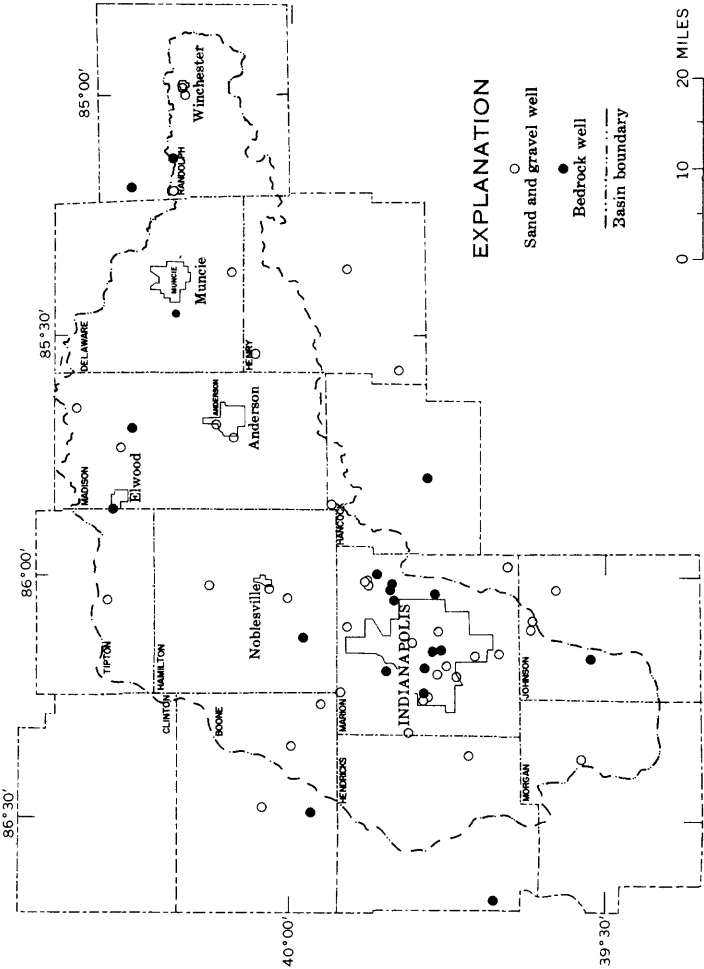 86°30'
86°00'
85°30'
85°00'
MADISON
DELAWARE
TIPTON
Elwood
HAMILTON
CLINTON
MUNCIE
RANDOLPH
Muncie
Winchester
ANDERSON
BOONE
HENRY
Anderson
Noblesville
40°00'
HENDRICKS
MARION
HANCOCK
INDIANAPOLIS
MORGAN
JOHNSON
39°30'
EXPLANATION
Sand and gravel well
Bedrock well
Basin boundary
0 10 20 MILES